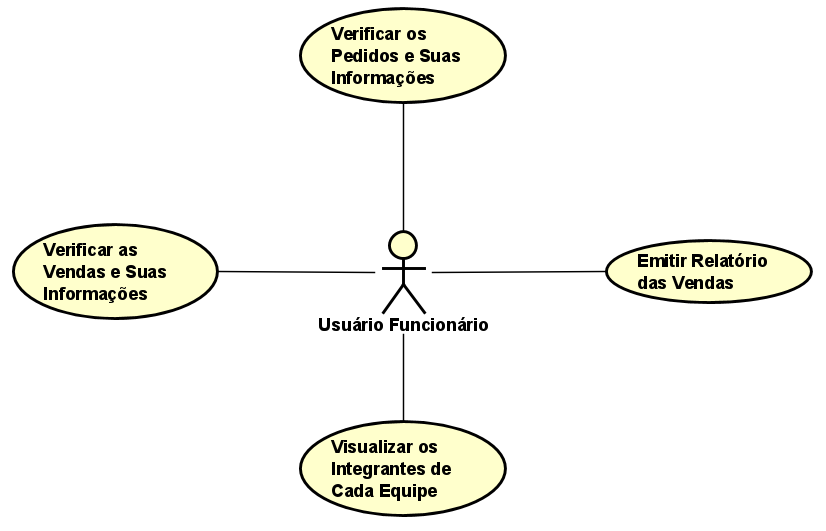 Verificar os
Pedidos e Suas
Informações
Verificar as
Vendas e Suas
Informações
Emitir Relatório
das Vendas
Usuário Funcionário
Visualizar os
Integrantes de
Cada Equipe